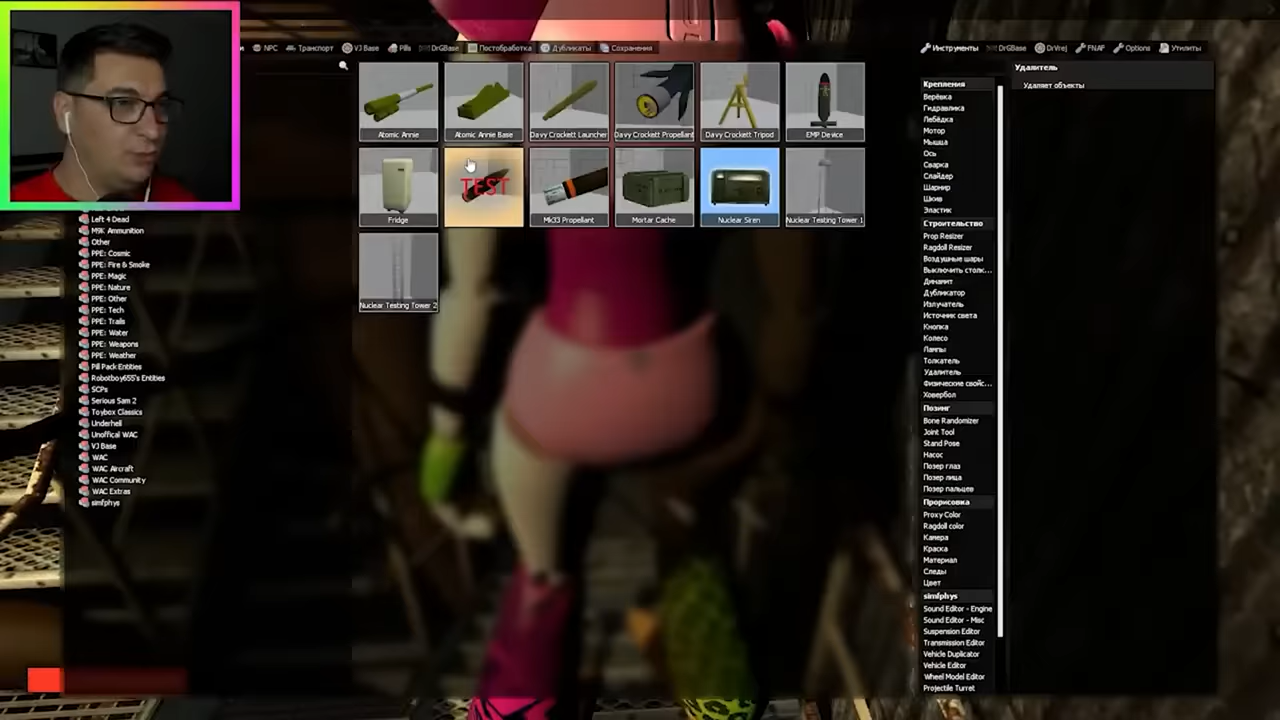 и NPC Транспорт VJ Base Pills DrGBase Постобработка Дубликаты Сохранения
Инструменты DrGBase DrVrej FNAF Options Утилиты
Atomic Annie
Atomic Annie Base
Davy Crockett Launcher
Davy Crockett Propellant
Davy Crockett Tripod
EMP Device
Fridge
TEST
Mk33 Propellant
Mortar Cache
Nuclear Siren
Nuclear Testing Tower 1
Nuclear Testing Tower 2
Left 4 Dead
M9K Ammunition
Other
PPE: Cosmic
PPE: Fire & Smoke
PPE: Magic
PPE: Nature
PPE: Other
PPE: Tech
PPE: Trails
PPE: Water
PPE: Weapons
PPE: Weather
Pill Pack Entities
Robotboy655's Entities
SCPs
Serious Sam 2
Toybox Classics
Underhell
Unoffical WAC
VJ Base
WAC
WAC Aircraft
WAC Community
WAC Extras
simfphys
Крепления
Верёвка
Гидравлика
Лебёдка
Мотор
Мышца
Ось
Сварка
Слайдер
Шарнир
Шкив
Эластик
Строительство
Prop Resizer
Ragdoll Resizer
Воздушные шары
Выключить столк...
Динамит
Дубликатор
Излучатель
Источник света
Кнопка
Колесо
Лампы
Толкатель
Удалитель
Физические свойс...
Ховербол
Позинг
Bone Randomizer
Joint Tool
Stand Pose
Насос
Позер глаз
Позер лица
Позер пальцев
Прорисовка
Proxy Color
Ragdoll color
Камера
Краска
Материал
Следы
Цвет
simfphys
Sound Editor - Engine
Sound Editor - Misc
Suspension Editor
Transmission Editor
Vehicle Duplicator
Vehicle Editor
Wheel Model Editor
Projectile Turret
Удалитель
Удаляет объекты